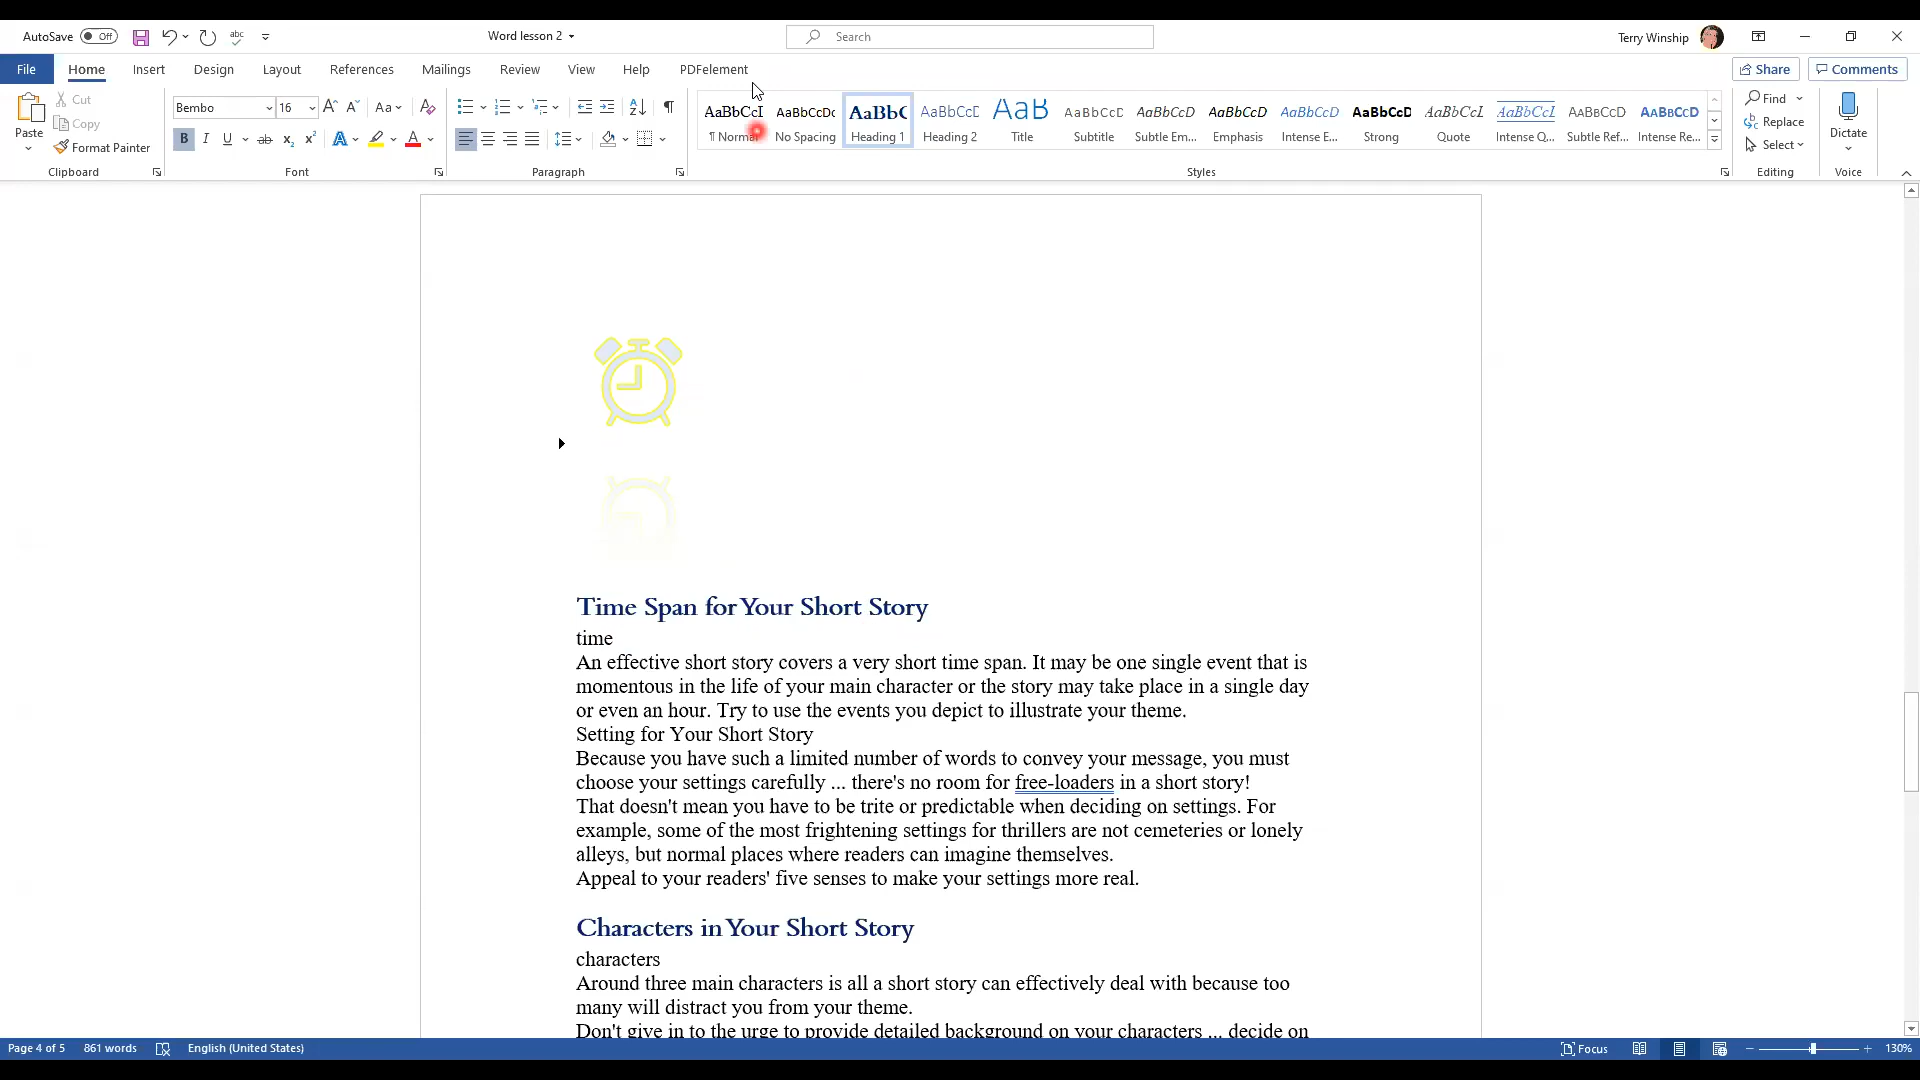 AutoSave Off abc Word lesson 2 Search Terry Winship
File Home Insert Design Layout References Mailings Review View Help PDFelement Share Comments
Paste Cut
Copy
Format Painter
Clipboard
Bembo 16 A A Aa A
B I U ab x2 x2 A A
Font
Paragraph
AaBbCcI AaBbCcDc AaBbC AaBbCcD AaB AaBbCcD AaBbCcD AaBbCcD AaBbCcD AaBbCcD AaBbCcI AaBbCcI AaBbCcD AaBbCcD
¶ Normal No Spacing Heading 1 Heading 2 Title Subtitle Subtle Em... Emphasis Intense E... Strong Quote Intense Q... Subtle Ref... Intense Re...
Styles
Find
Replace
Select
Editing
Dictate
Voice
Time Span for Your Short Story
time
An effective short story covers a very short time span. It may be one single event that is
momentous in the life of your main character or the story may take place in a single day
or even an hour. Try to use the events you depict to illustrate your theme.
Setting for Your Short Story
Because you have such a limited number of words to convey your message, you must
choose your settings carefully ... there's no room for free-loaders in a short story!
That doesn't mean you have to be trite or predictable when deciding on settings. For
example, some of the most frightening settings for thrillers are not cemeteries or lonely
alleys, but normal places where readers can imagine themselves.
Appeal to your readers' five senses to make your settings more real.
Characters in Your Short Story
characters
Around three main characters is all a short story can effectively deal with because too
many will distract you from your theme.
Don't give in to the urge to provide detailed background on your characters ... decide on
Page 4 of 5 861 words English (United States) Focus 130%